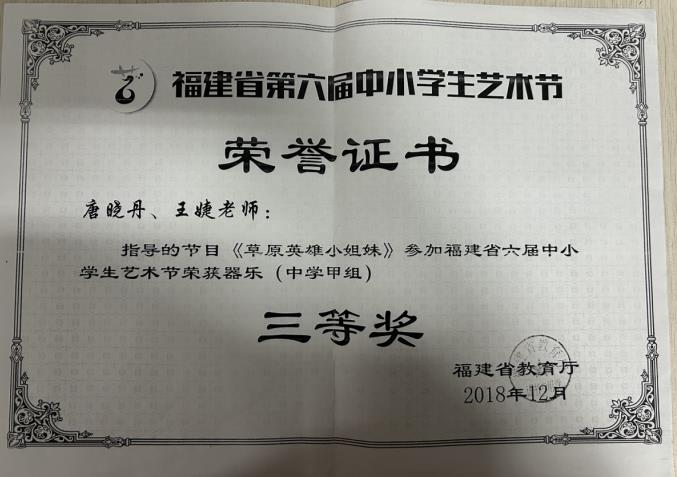 福建省第六届中小学生艺术节
荣誉证书
唐晓丹、王婕老师：
指导的节目《草原英雄小姐妹》参加福建省六届中小
学生艺术节荣获器乐（中学甲组）
三等奖
福建省教育厅
2018年12月